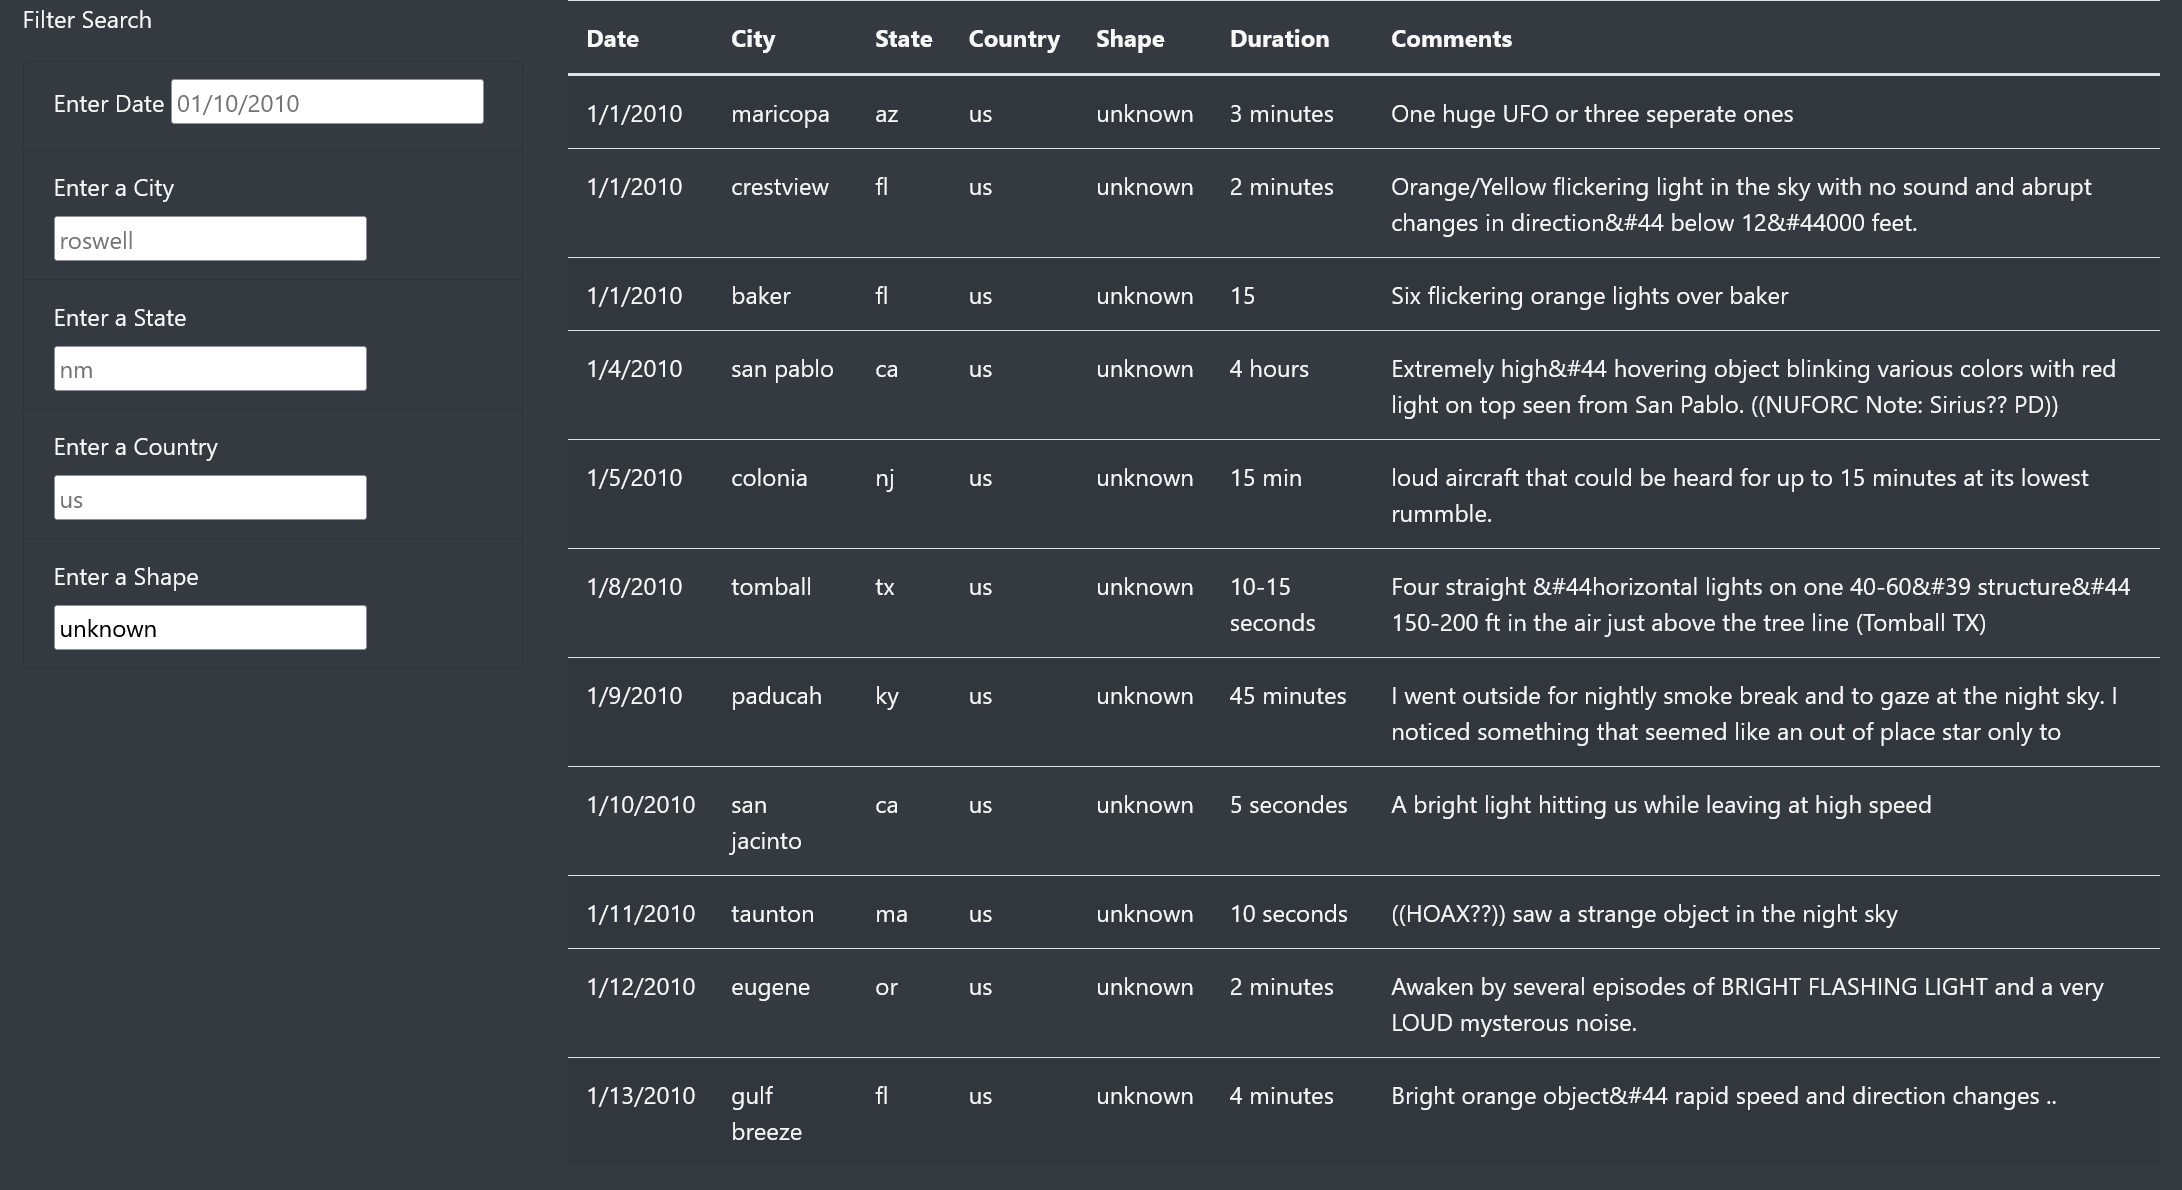 Filter Search
Enter Date 01/10/2010
Enter a City
roswell
Enter a State
nm
Enter a Country
us
Enter a Shape
unknown
Date City State Country Shape Duration Comments
1/1/2010 maricopa az us unknown 3 minutes One huge UFO or three seperate ones
1/1/2010 crestview fl us unknown 2 minutes Orange/Yellow flickering light in the sky with no sound and abrupt
changes in direction&#44 below 12&#44000 feet.
1/1/2010 baker fl us unknown 15 Six flickering orange lights over baker
1/4/2010 san pablo ca us unknown 4 hours Extremely high&#44 hovering object blinking various colors with red
light on top seen from San Pablo. ((NUFORC Note: Sirius?? PD))
1/5/2010 colonia nj us unknown 15 min loud aircraft that could be heard for up to 15 minutes at its lowest
rummble.
1/8/2010 tomball tx us unknown 10-15 Four straight &#44horizontal lights on one 40-60&#39 structure&#44
seconds 150-200 ft in the air just above the tree line (Tomball TX)
1/9/2010 paducah ky us unknown 45 minutes I went outside for nightly smoke break and to gaze at the night sky. I
noticed something that seemed like an out of place star only to
1/10/2010 san ca us unknown 5 secondes A bright light hitting us while leaving at high speed
jacinto
1/11/2010 taunton ma us unknown 10 seconds ((HOAX??)) saw a strange object in the night sky
1/12/2010 eugene or us unknown 2 minutes Awaken by several episodes of BRIGHT FLASHING LIGHT and a very
LOUD mysterous noise.
1/13/2010 gulf fl us unknown 4 minutes Bright orange object&#44 rapid speed and direction changes ..
breeze